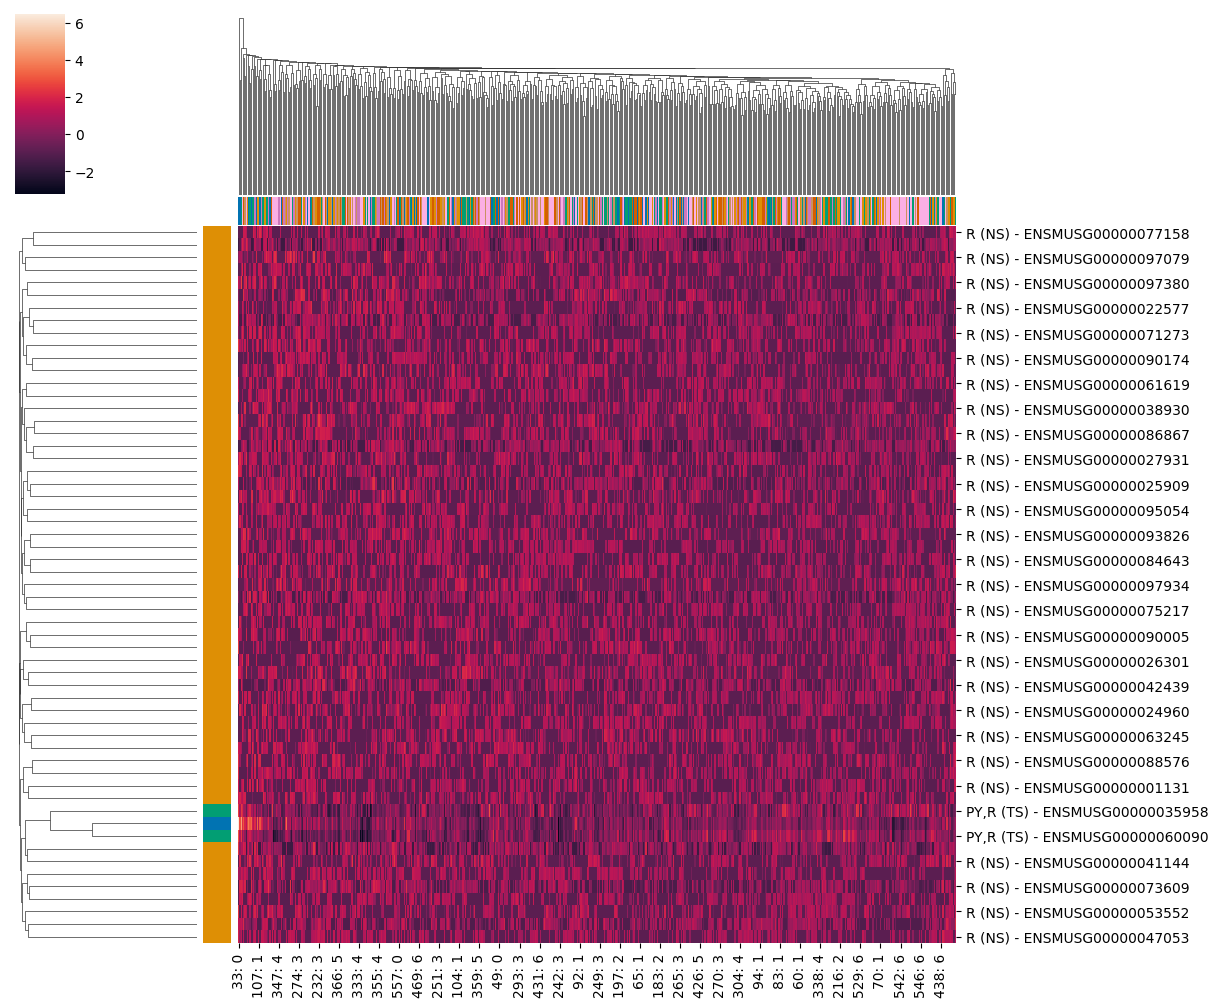 6
4
2
0
−2
R (NS) - ENSMUSG00000077158
R (NS) - ENSMUSG00000097079
R (NS) - ENSMUSG00000097380
R (NS) - ENSMUSG00000022577
R (NS) - ENSMUSG00000071273
R (NS) - ENSMUSG00000090174
R (NS) - ENSMUSG00000061619
R (NS) - ENSMUSG00000038930
R (NS) - ENSMUSG00000086867
R (NS) - ENSMUSG00000027931
R (NS) - ENSMUSG00000025909
R (NS) - ENSMUSG00000095054
R (NS) - ENSMUSG00000093826
R (NS) - ENSMUSG00000084643
R (NS) - ENSMUSG00000097934
R (NS) - ENSMUSG00000075217
R (NS) - ENSMUSG00000090005
R (NS) - ENSMUSG00000026301
R (NS) - ENSMUSG00000042439
R (NS) - ENSMUSG00000024960
R (NS) - ENSMUSG00000063245
R (NS) - ENSMUSG00000088576
R (NS) - ENSMUSG00000001131
PY,R (TS) - ENSMUSG00000035958
PY,R (TS) - ENSMUSG00000060090
R (NS) - ENSMUSG00000041144
R (NS) - ENSMUSG00000073609
R (NS) - ENSMUSG00000053552
R (NS) - ENSMUSG00000047053
33: 0
107: 1
347: 4
274: 3
232: 3
366: 5
333: 4
355: 4
557: 0
469: 6
251: 3
104: 1
359: 5
49: 0
293: 3
431: 6
242: 3
92: 1
249: 3
197: 2
65: 1
183: 2
265: 3
426: 5
270: 3
304: 4
94: 1
83: 1
60: 1
338: 4
216: 2
529: 6
70: 1
542: 6
546: 6
438: 6